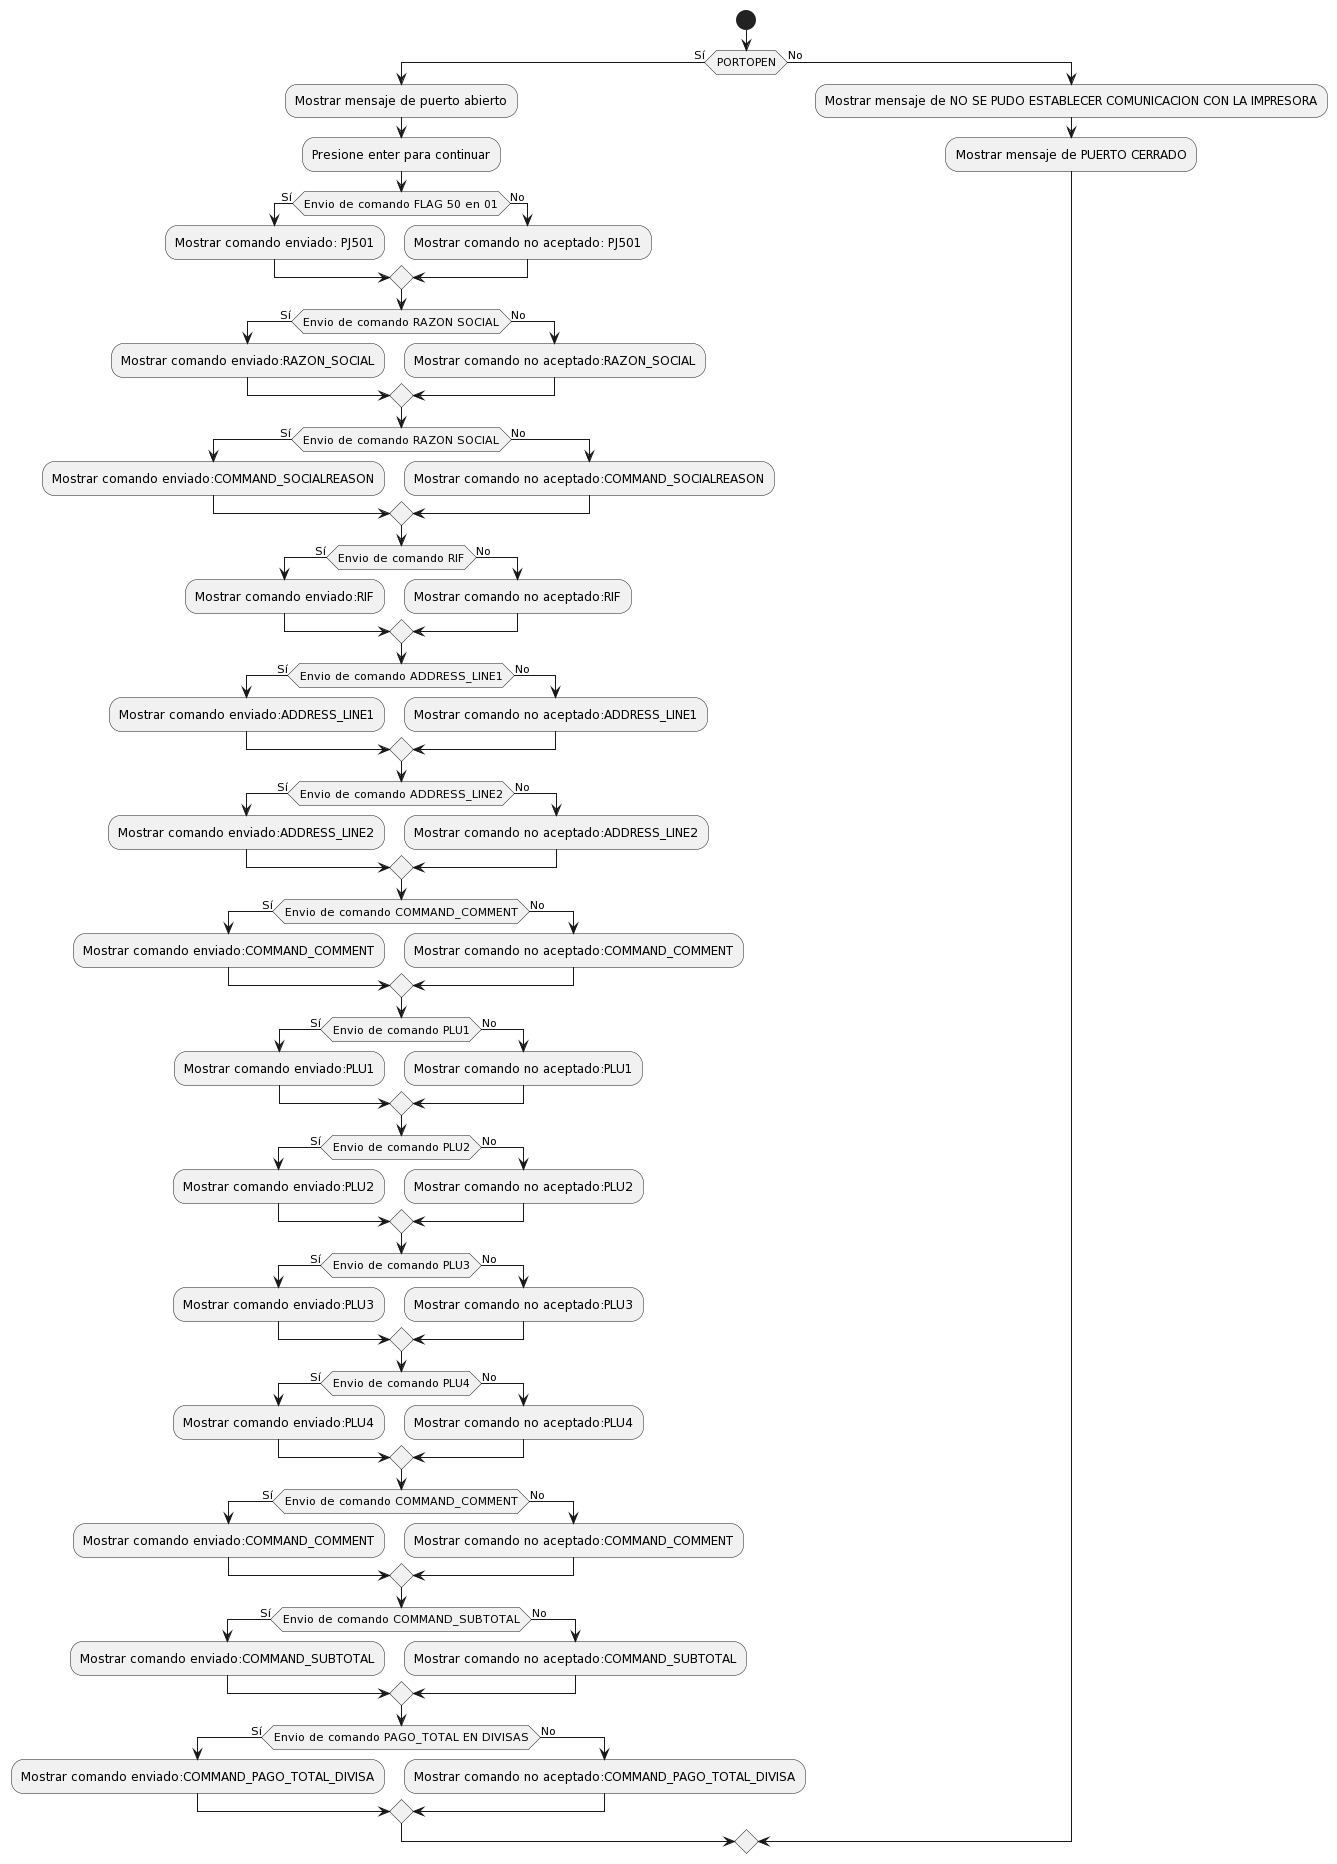 PORTOPEN
Sí
No
Mostrar mensaje de puerto abierto
Mostrar mensaje de NO SE PUDO ESTABLECER COMUNICACION CON LA IMPRESORA
Presione enter para continuar
Mostrar mensaje de PUERTO CERRADO
Envio de comando FLAG 50 en 01
Sí
No
Mostrar comando enviado: PJ501
Mostrar comando no aceptado: PJ501
Envio de comando RAZON SOCIAL
Sí
No
Mostrar comando enviado:RAZON_SOCIAL
Mostrar comando no aceptado:RAZON_SOCIAL
Envio de comando RAZON SOCIAL
Sí
No
Mostrar comando enviado:COMMAND_SOCIALREASON
Mostrar comando no aceptado:COMMAND_SOCIALREASON
Envio de comando RIF
Sí
No
Mostrar comando enviado:RIF
Mostrar comando no aceptado:RIF
Envio de comando ADDRESS_LINE1
Sí
No
Mostrar comando enviado:ADDRESS_LINE1
Mostrar comando no aceptado:ADDRESS_LINE1
Envio de comando ADDRESS_LINE2
Sí
No
Mostrar comando enviado:ADDRESS_LINE2
Mostrar comando no aceptado:ADDRESS_LINE2
Envio de comando COMMAND_COMMENT
Sí
No
Mostrar comando enviado:COMMAND_COMMENT
Mostrar comando no aceptado:COMMAND_COMMENT
Envio de comando PLU1
Sí
No
Mostrar comando enviado:PLU1
Mostrar comando no aceptado:PLU1
Envio de comando PLU2
Sí
No
Mostrar comando enviado:PLU2
Mostrar comando no aceptado:PLU2
Envio de comando PLU3
Sí
No
Mostrar comando enviado:PLU3
Mostrar comando no aceptado:PLU3
Envio de comando PLU4
Sí
No
Mostrar comando enviado:PLU4
Mostrar comando no aceptado:PLU4
Envio de comando COMMAND_COMMENT
Sí
No
Mostrar comando enviado:COMMAND_COMMENT
Mostrar comando no aceptado:COMMAND_COMMENT
Envio de comando COMMAND_SUBTOTAL
Sí
No
Mostrar comando enviado:COMMAND_SUBTOTAL
Mostrar comando no aceptado:COMMAND_SUBTOTAL
Envio de comando PAGO_TOTAL EN DIVISAS
Sí
No
Mostrar comando enviado:COMMAND_PAGO_TOTAL_DIVISA
Mostrar comando no aceptado:COMMAND_PAGO_TOTAL_DIVISA